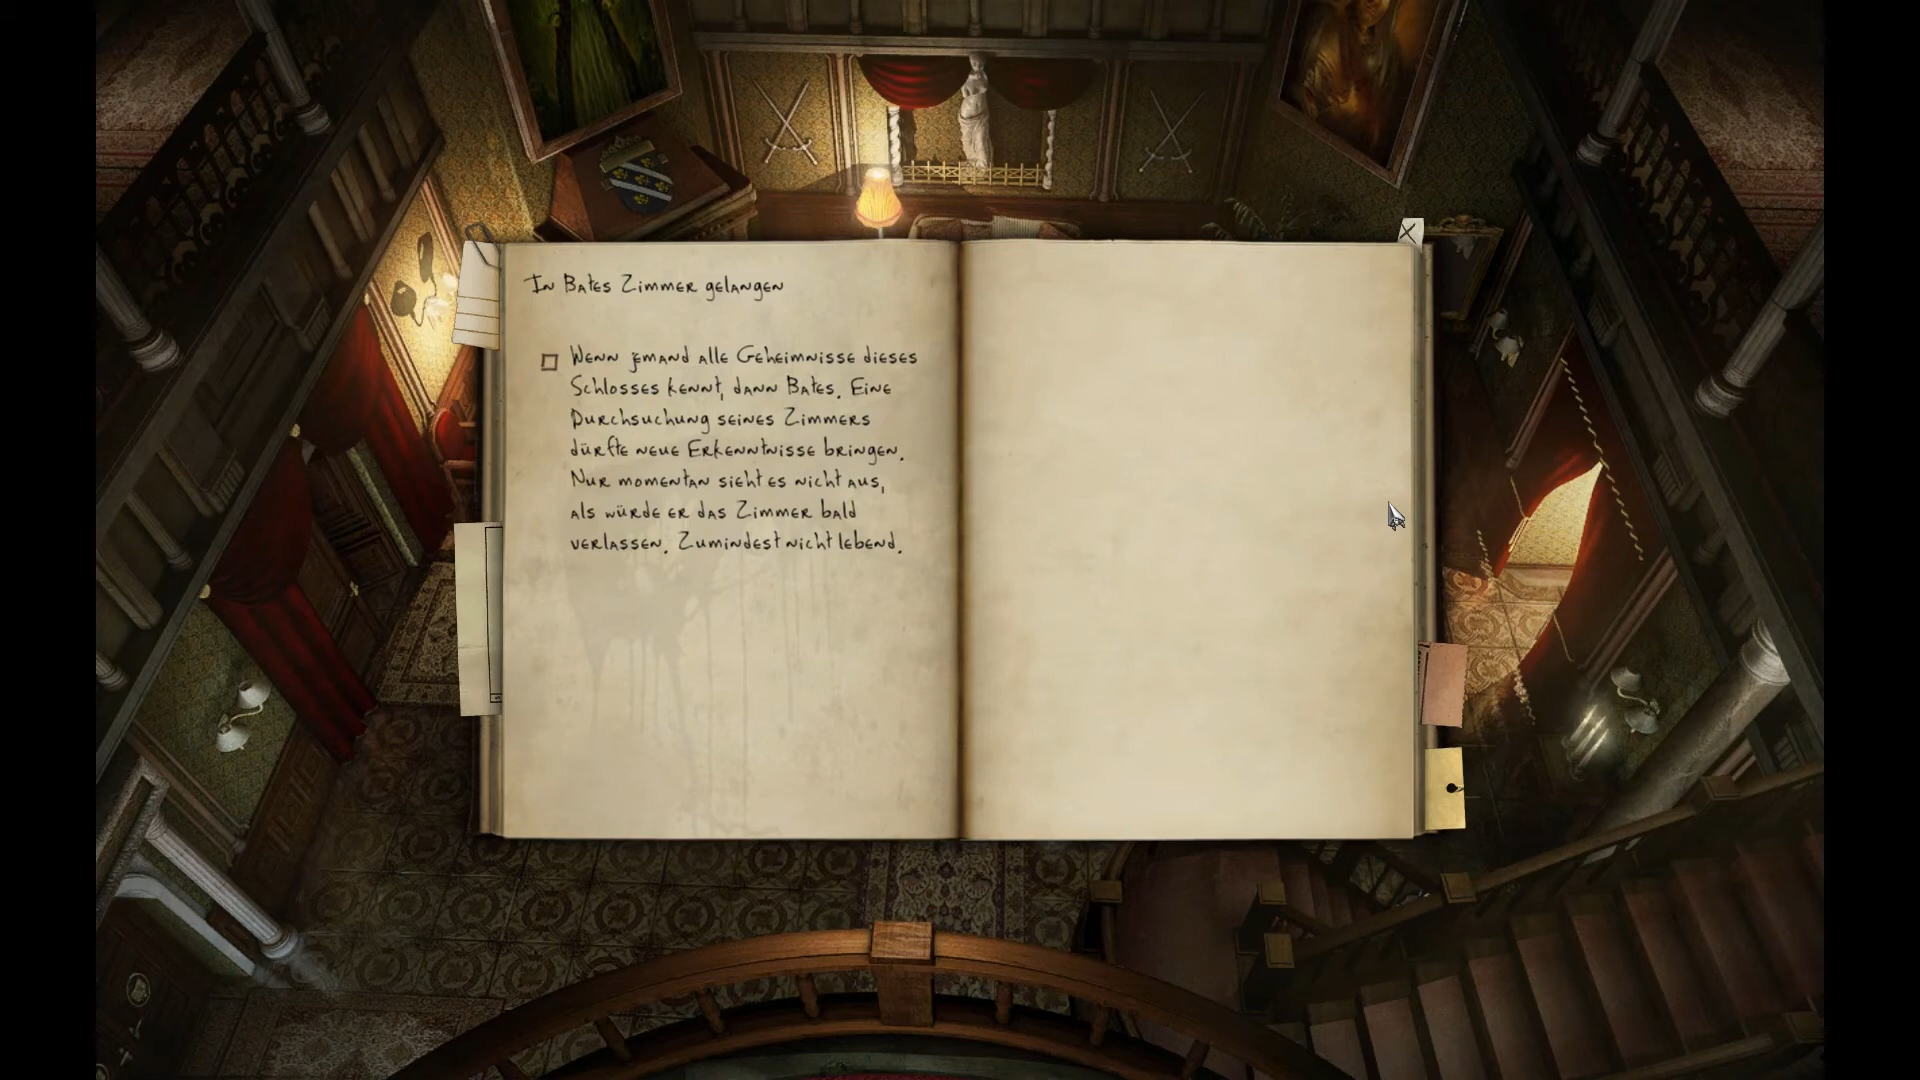 In Bates Zimmer gelangen
Wenn jemand alle Geheimnisse dieses
Schlosses kennt, dann Bates. Eine
Durchsuchung seines Zimmers
dürfte neue Erkenntnisse bringen.
Nur momentan sieht es nicht aus,
als würde er das Zimmer bald
verlassen. Zumindest nicht lebend.